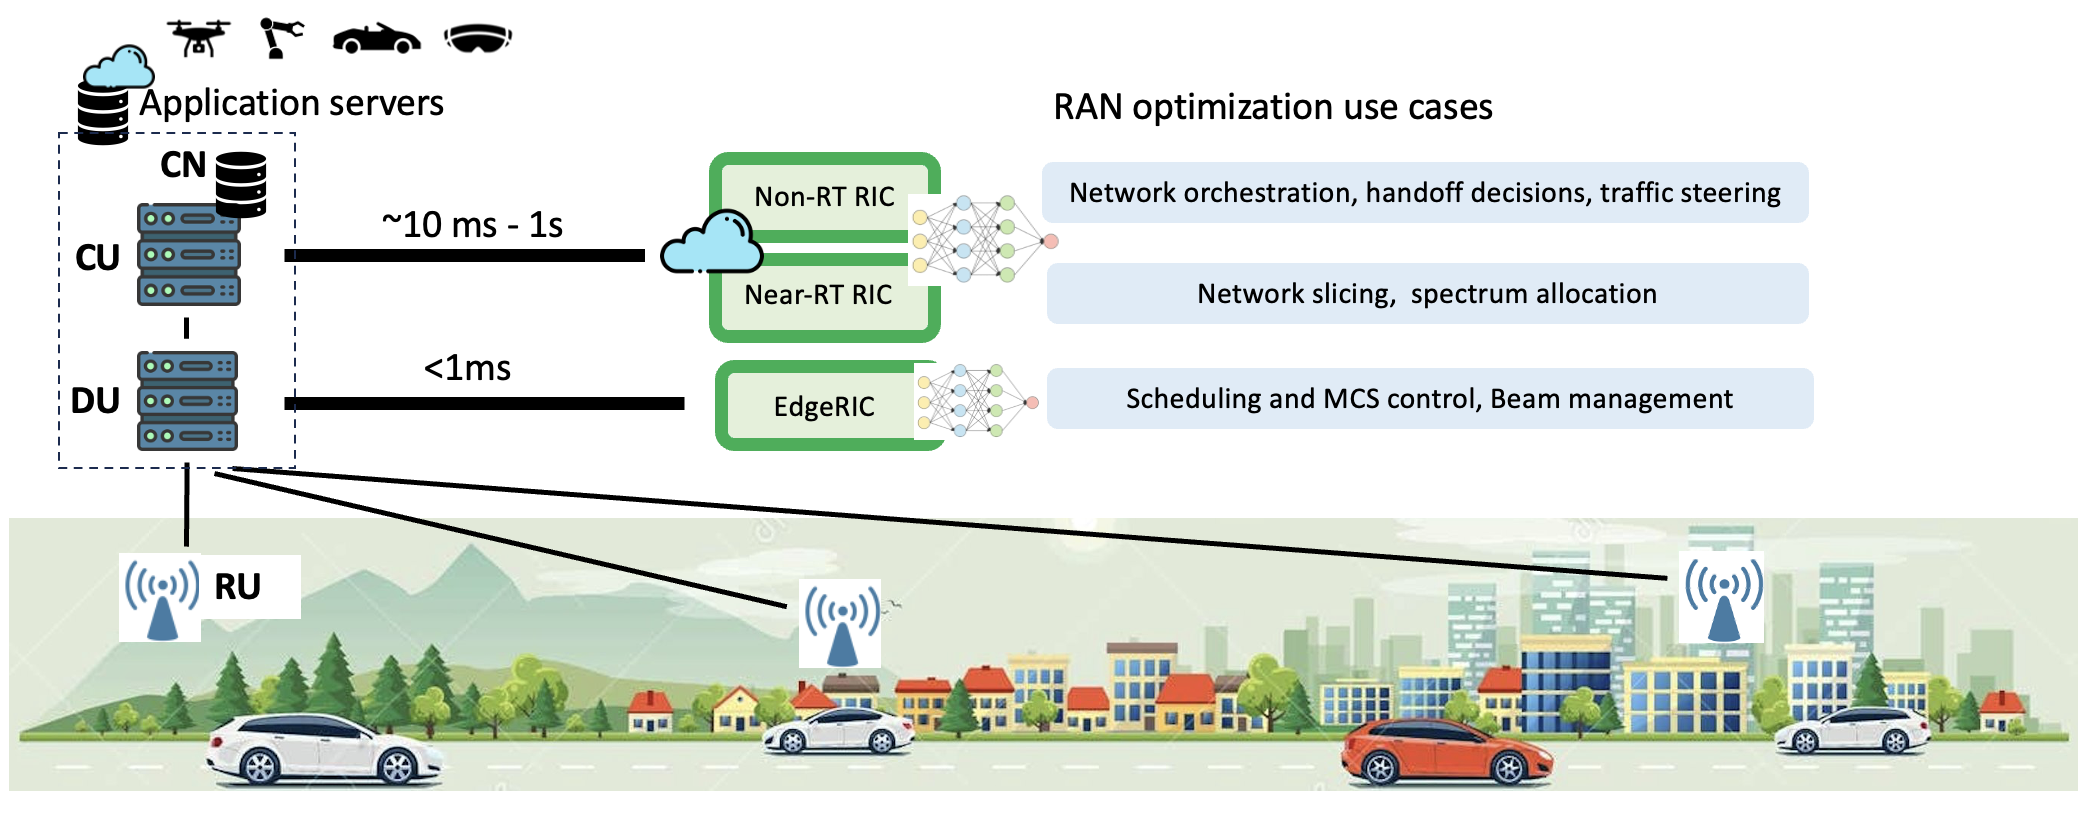 Application servers
RAN optimization use cases
CN
Non-RT RIC
Network orchestration, handoff decisions, traffic steering
~10 ms - 1s
CU
Near-RT RIC
Network slicing, spectrum allocation
<1ms
DU
EdgeRIC
Scheduling and MCS control, Beam management
RU